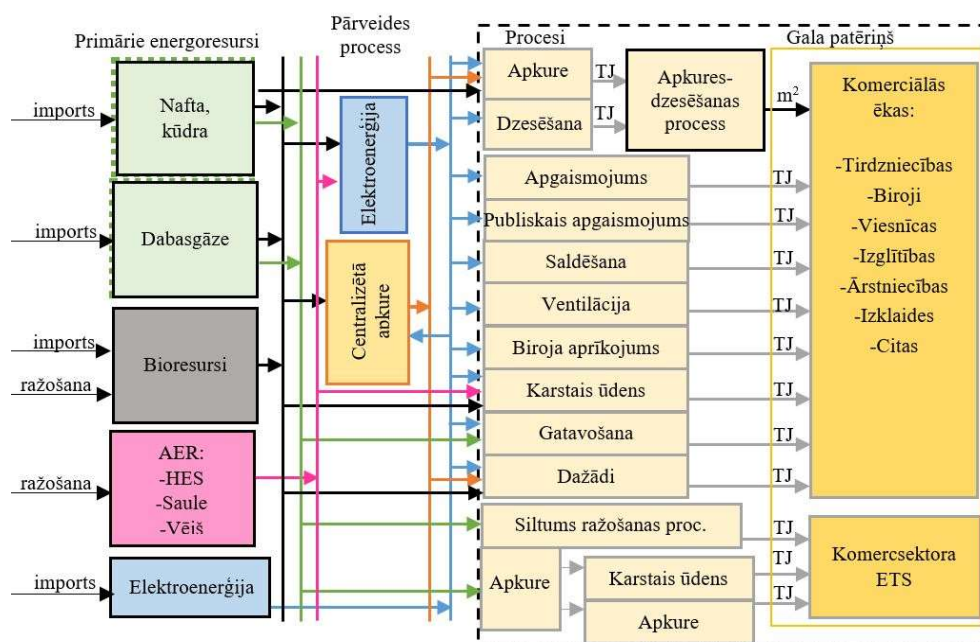 Primārie energoresursi
Pārveides
process
Procesi
Gala patēriņš
imports
Nafta,
kūdra
imports
Dabasgāze
imports
ražošana
Bioresursi
ražošana
AER:
-HES
-Saule
-Vējš
imports
Elektroenerģija
Elektroenerģija
Centralizētā
apkure
Apkure
TJ
Dzesēšana
TJ
Apkures-
dzesēšanas
process
m²
Apgaismojums
TJ
Publiskais apgaismojums
TJ
Saldēšana
TJ
Ventilācija
TJ
Biroja aprīkojums
TJ
Karstais ūdens
TJ
Gatavošana
TJ
Dažādi
TJ
Komerciālās
ēkas:
-Tirdzniecības
-Biroji
-Viesnīcas
-Izglītības
-Ārstniecības
-Izklaides
-Citas
Siltums ražošanas proc.
TJ
Apkure
Karstais ūdens
TJ
Apkure
TJ
Komercsektora
ETS